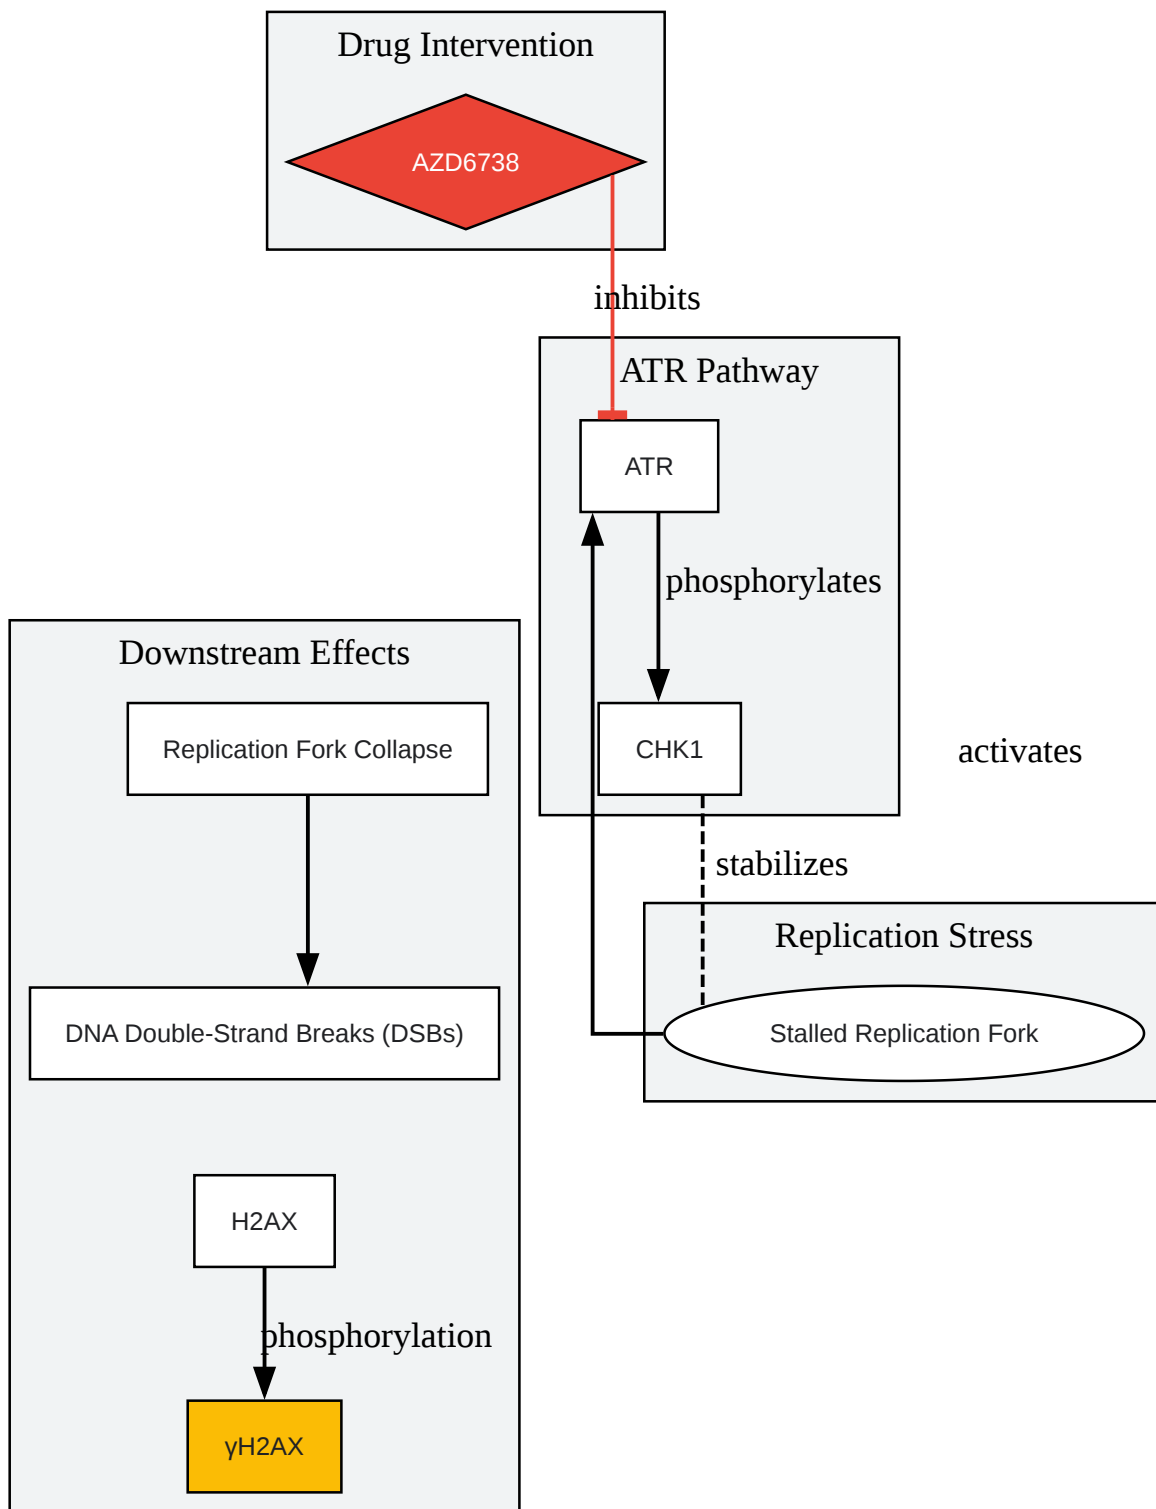 Drug Intervention
AZD6738
inhibits
ATR Pathway
ATR
phosphorylates
Downstream Effects
Replication Fork Collapse
CHK1
activates
stabilizes
Replication Stress
DNA Double-Strand Breaks (DSBs)
Stalled Replication Fork
H2AX
phosphorylation
γH2AX